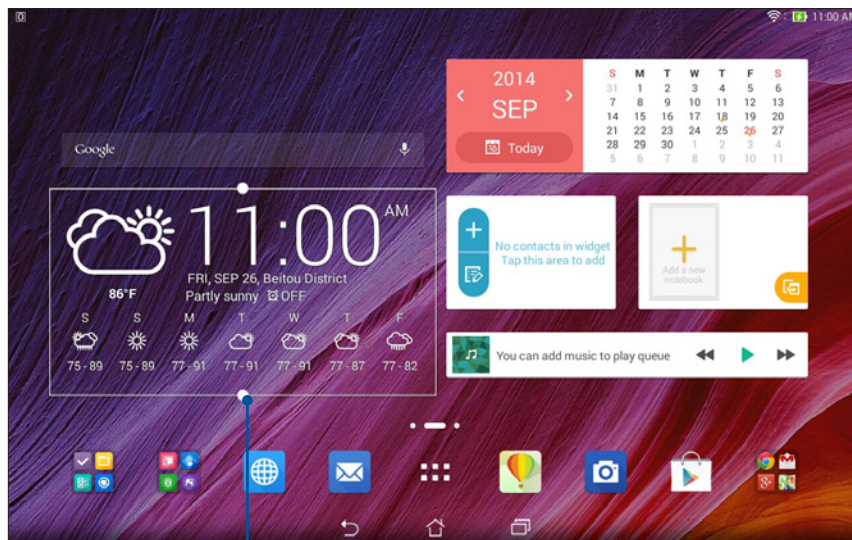 11:00 AM
Google
2014
SEP
Today
S M T W T F S
31 1 2 3 4 5 6
7 8 9 10 11 12 13
14 15 16 17 18 19 20
21 22 23 24 25 26 27
28 29 30 1 2 3 4
5 6 7 8 9 10 11
11:00 AM
FRI, SEP 26, Beitou District
86°F Partly sunny OFF
S S M T W T F
75 - 89 75 - 89 77 - 91 77 - 91 77 - 91 77 - 87 77 - 82
No contacts in widget
Tap this area to add
Add a new
notebook
You can add music to play queue